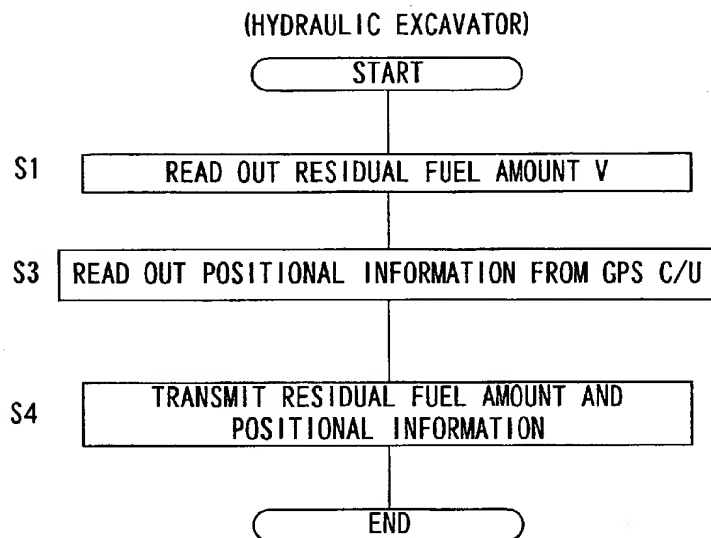 (HYDRAULIC EXCAVATOR)
START
S1 READ OUT RESIDUAL FUEL AMOUNT V
S3 READ OUT POSITIONAL INFORMATION FROM GPS C/U
S4 TRANSMIT RESIDUAL FUEL AMOUNT AND
POSITIONAL INFORMATION
END